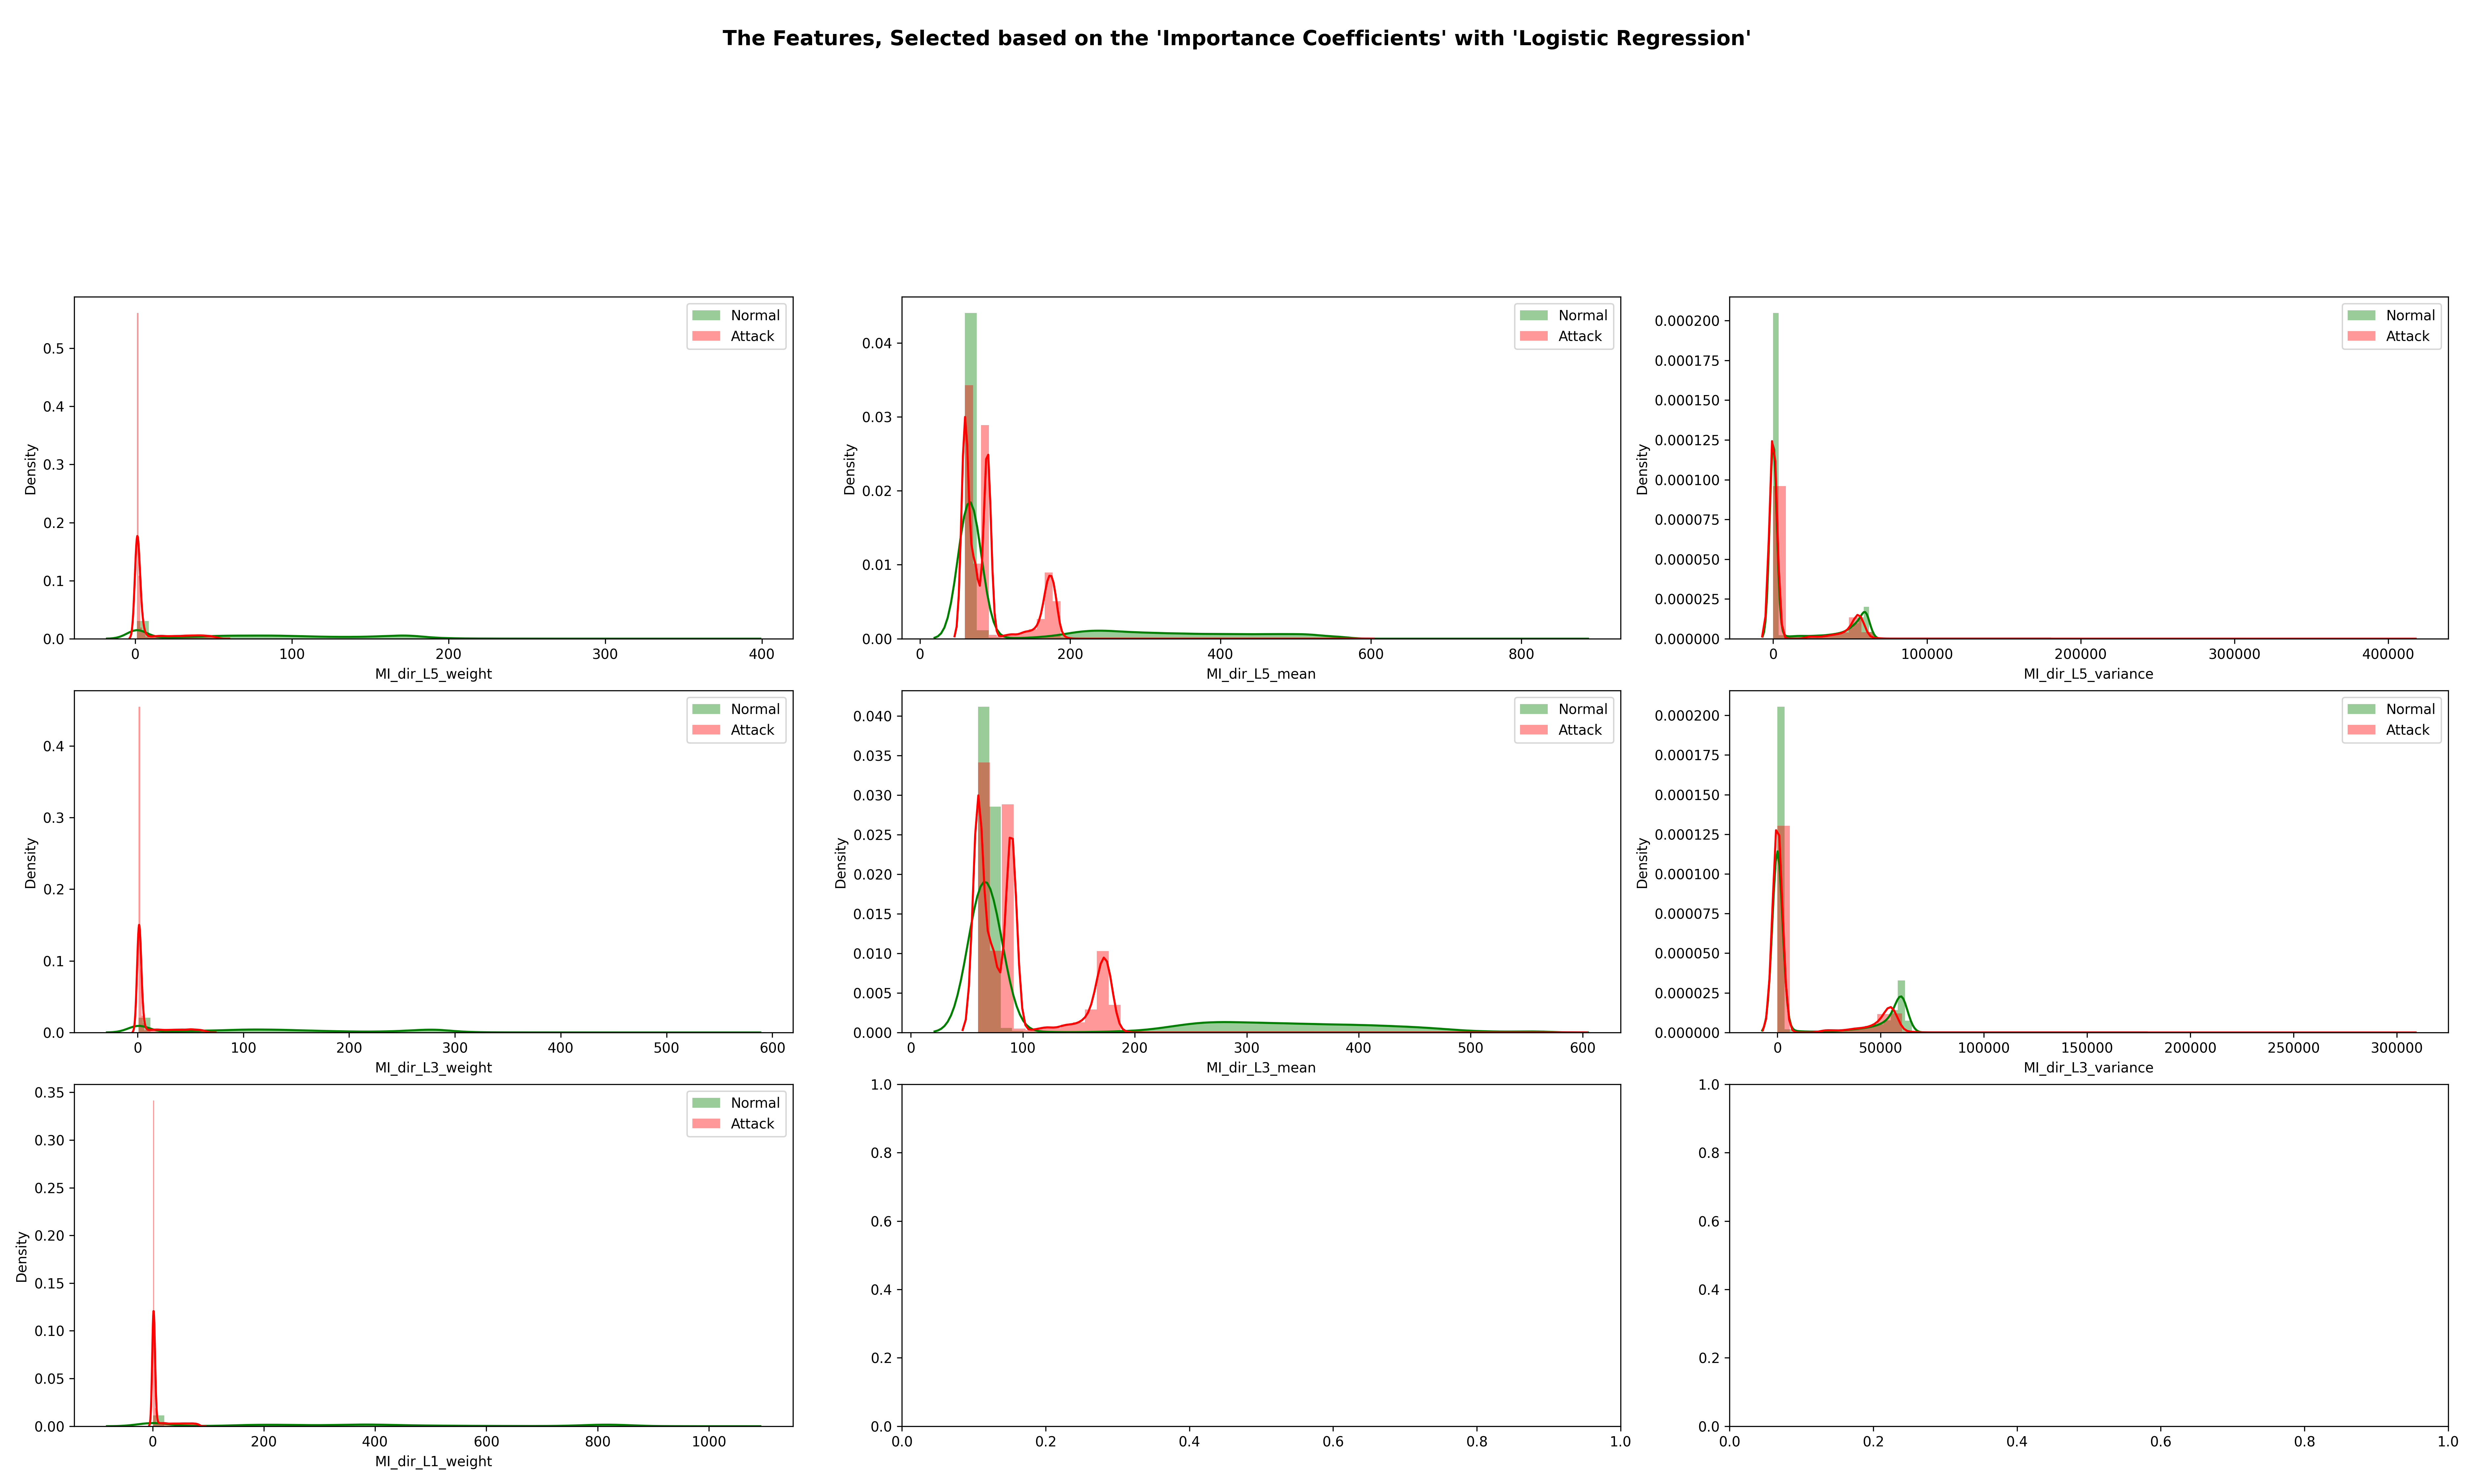 The Features, Selected based on the 'Importance Coefficients' with 'Logistic Regression'
Normal
Attack
Density
0.5
0.4
0.3
0.2
0.1
0.0
0 100 200 300 400
MI_dir_L5_weight
Normal
Attack
Density
0.04
0.03
0.02
0.01
0.00
0 200 400 600 800
MI_dir_L5_mean
Normal
Attack
Density
0.000200
0.000175
0.000150
0.000125
0.000100
0.000075
0.000050
0.000025
0.000000
0 100000 200000 300000 400000
MI_dir_L5_variance
Normal
Attack
Density
0.4
0.3
0.2
0.1
0.0
0 100 200 300 400 500 600
MI_dir_L3_weight
Normal
Attack
Density
0.040
0.035
0.030
0.025
0.020
0.015
0.010
0.005
0.000
0 100 200 300 400 500 600
MI_dir_L3_mean
Normal
Attack
Density
0.000200
0.000175
0.000150
0.000125
0.000100
0.000075
0.000050
0.000025
0.000000
0 50000 100000 150000 200000 250000 300000
MI_dir_L3_variance
Normal
Attack
Density
0.35
0.30
0.25
0.20
0.15
0.10
0.05
0.00
0 200 400 600 800 1000
MI_dir_L1_weight
1.0
0.8
0.6
0.4
0.2
0.0
0.0 0.2 0.4 0.6 0.8 1.0
1.0
0.8
0.6
0.4
0.2
0.0
0.0 0.2 0.4 0.6 0.8 1.0